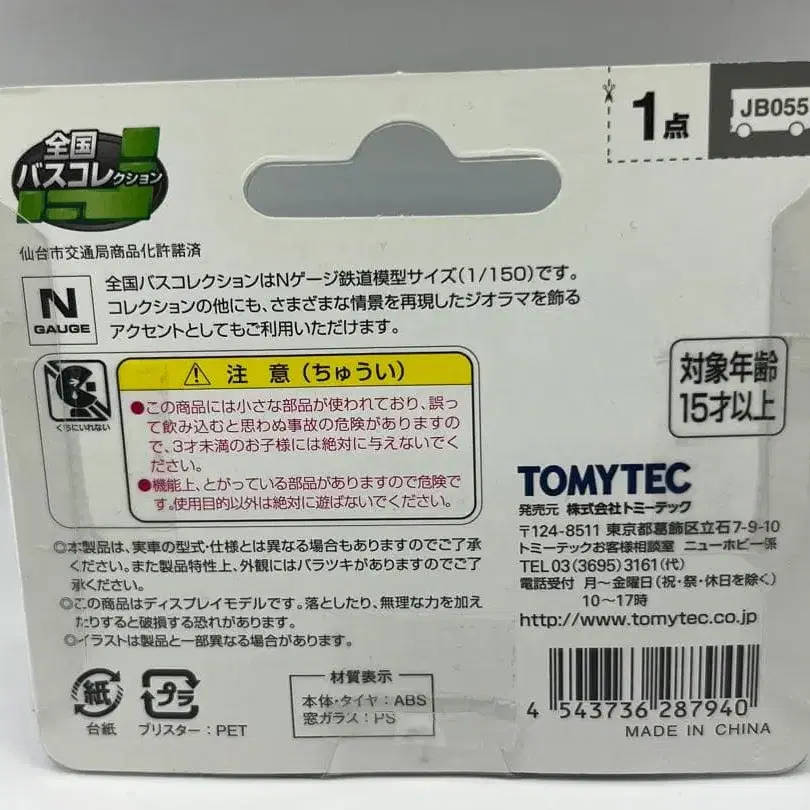 全国
バスコレクション
1点
JB055
仙台市交通局商品化許諾済
N
GAUGE
全国バスコレクションはNゲージ鉄道模型サイズ(1/150)です。
コレクションの他にも、さまざまな情景を再現したジオラマを飾る
アクセントとしてもご利用いただけます。
くちにいれない
注 意(ちゅうい)
●この商品には小さな部品が使われており、誤っ
て飲み込むと思わぬ事故の危険がありますの
で、3才未満のお子様には絶対に与えないでく
ださい。
●機能上、とがっている部品がありますので危険で
す。使用目的以外は絶対に遊ばないでください。
対象年齢
15才以上
TOMYTEC
発売元 株式会社トミーテック
〒124-8511 東京都葛飾区立石7-9-10
トミーテックお客様相談室 ニューホビー係
TEL 03(3695)3161(代)
電話受付 月~金曜日(祝・祭・休日を除く)
10~17時
http://www.tomytec.co.jp
◎本製品は、実車の型式・仕様とは異なる場合もありますのでご了承
ください。また製品特性上、外観にはバラツキがありますのでご了
承ください。
◎この商品はディスプレイモデルです。落としたり、無理な力を加え
たりすると破損する恐れがあります。
◎イラストは製品と一部異なる場合があります。
紙
台紙
プラ
ブリスター:PET
材質表示
本体・タイヤ:ABS
窓ガラス:PS
4 543736 287940
MADE IN CHINA